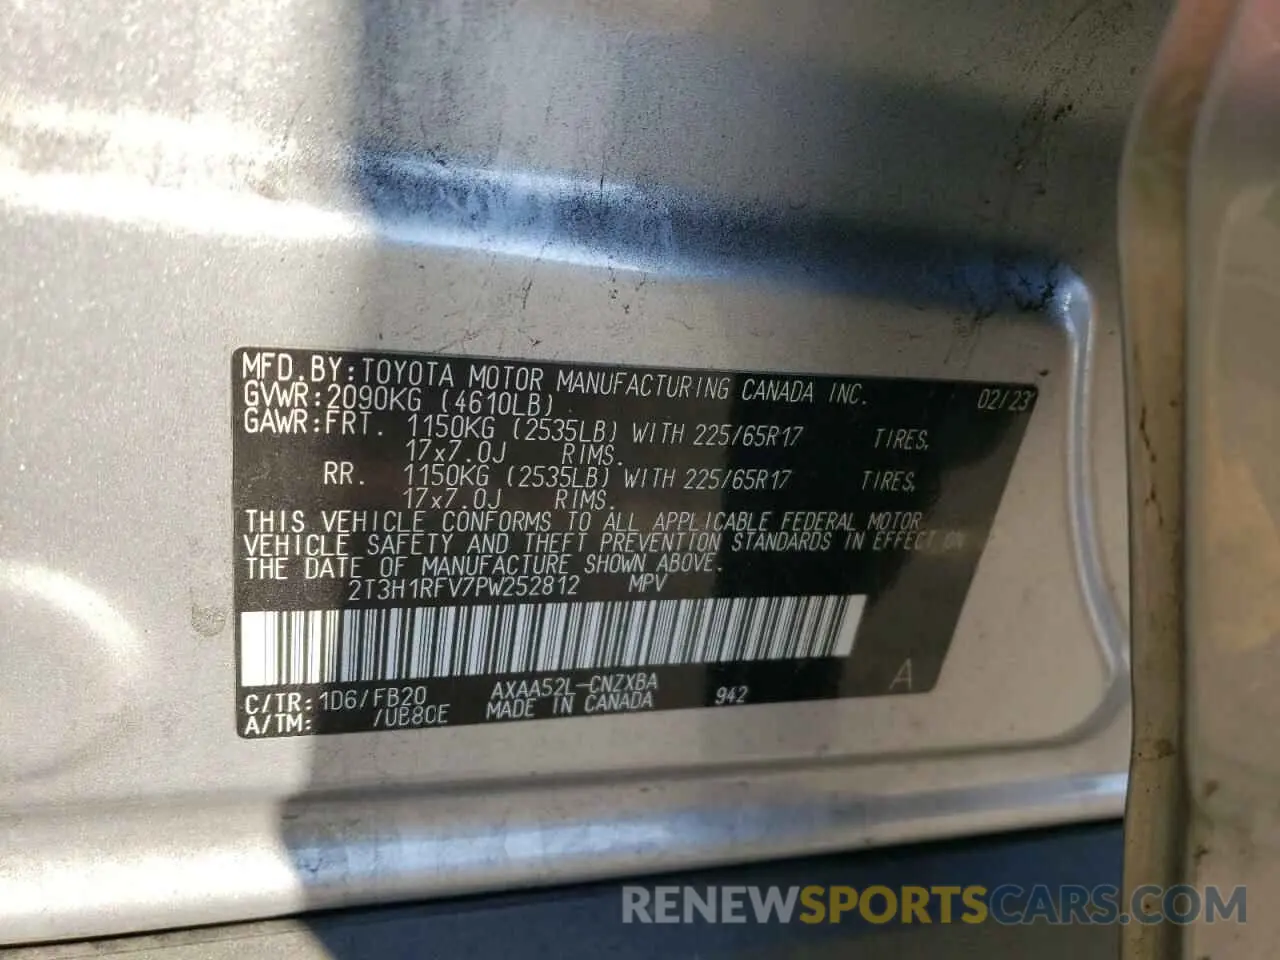 MFD.BY:TOYOTA MOTOR MANUFACTURING CANADA INC. 02/23
GVWR:2090KG (4610LB)
GAWR:FRT. 1150KG (2535LB) WITH 225/65R17 TIRES,
17x7.0J RIMS.
RR. 1150KG (2535LB) WITH 225/65R17 TIRES,
17x7.0J RIMS.
THIS VEHICLE CONFORMS TO ALL APPLICABLE FEDERAL MOTOR
VEHICLE SAFETY AND THEFT PREVENTION STANDARDS IN EFFECT ON
THE DATE OF MANUFACTURE SHOWN ABOVE.
2T3H1RFV7PW252812 MPV
C/TR:1D6/FB20 AXAA52L-CNZXBA 942 A
A/TM: /UB80E MADE IN CANADA
RENEWSPORTSCARS.COM